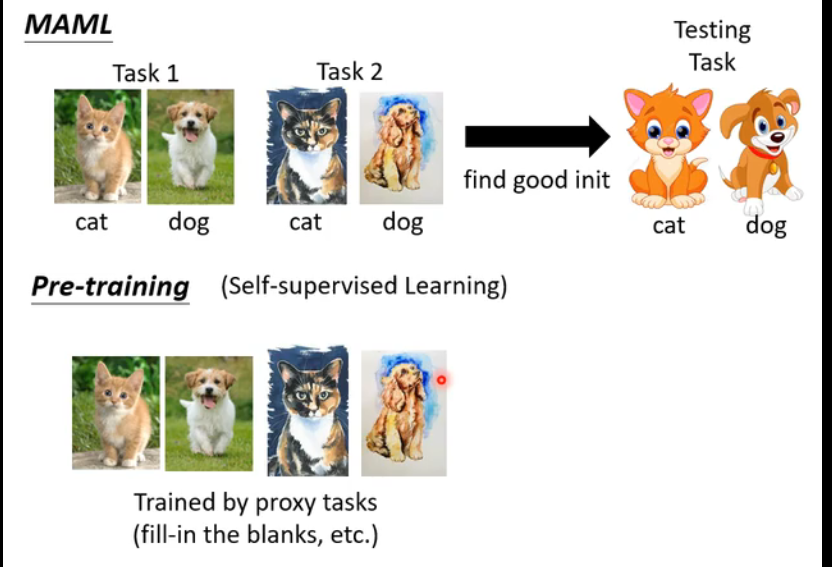 MAML
Task 1
Task 2
Testing
Task
find good init
cat
dog
cat
dog
cat
dog
Pre-training (Self-supervised Learning)
Trained by proxy tasks
(fill-in the blanks, etc.)